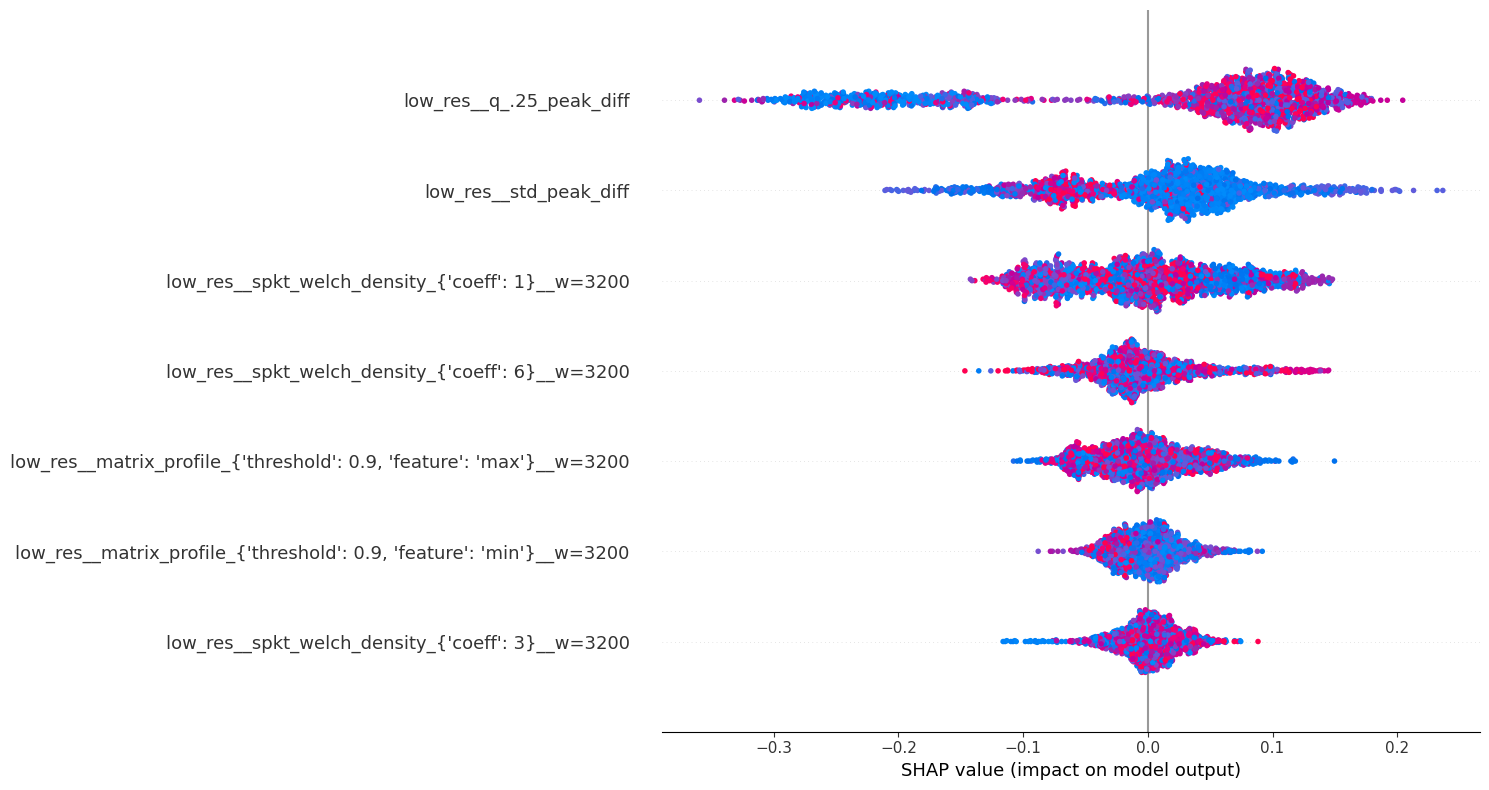 low_res__q_.25_peak_diff
low_res__std_peak_diff
low_res__spkt_welch_density_{'coeff': 1}__w=3200
low_res__spkt_welch_density_{'coeff': 6}__w=3200
low_res__matrix_profile_{'threshold': 0.9, 'feature': 'max'}__w=3200
low_res__matrix_profile_{'threshold': 0.9, 'feature': 'min'}__w=3200
low_res__spkt_welch_density_{'coeff': 3}__w=3200
−0.3 −0.2 −0.1 0.0 0.1 0.2
SHAP value (impact on model output)